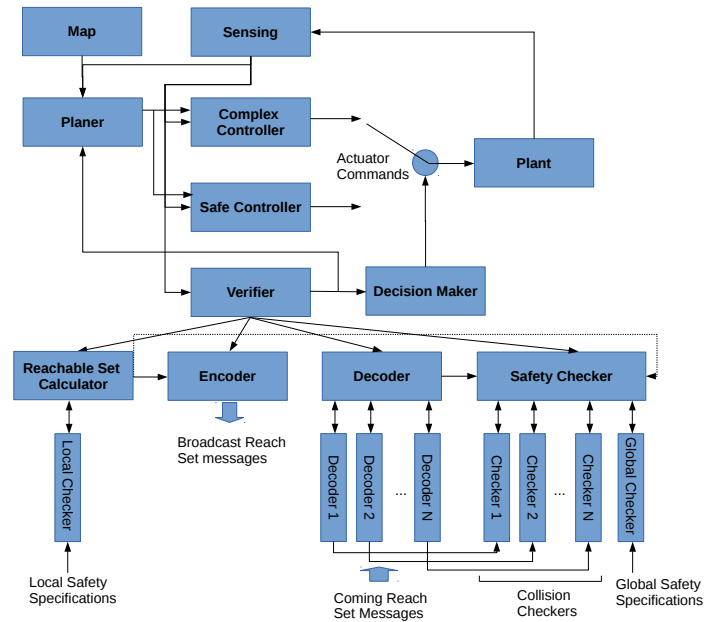 Map
Sensing
Planer
Complex
Controller
Actuator
Commands
Plant
Safe Controller
Verifier
Decision Maker
Reachable Set
Calculator
Encoder
Decoder
Safety Checker
Broadcast Reach
Set messages
Local Checker
Decoder 1
Decoder 2
...
Decoder N
Checker 1
Checker 2
...
Checker N
Global Checker
Local Safety
Specifications
Coming Reach
Set Messages
Collision
Checkers
Global Safety
Specifications